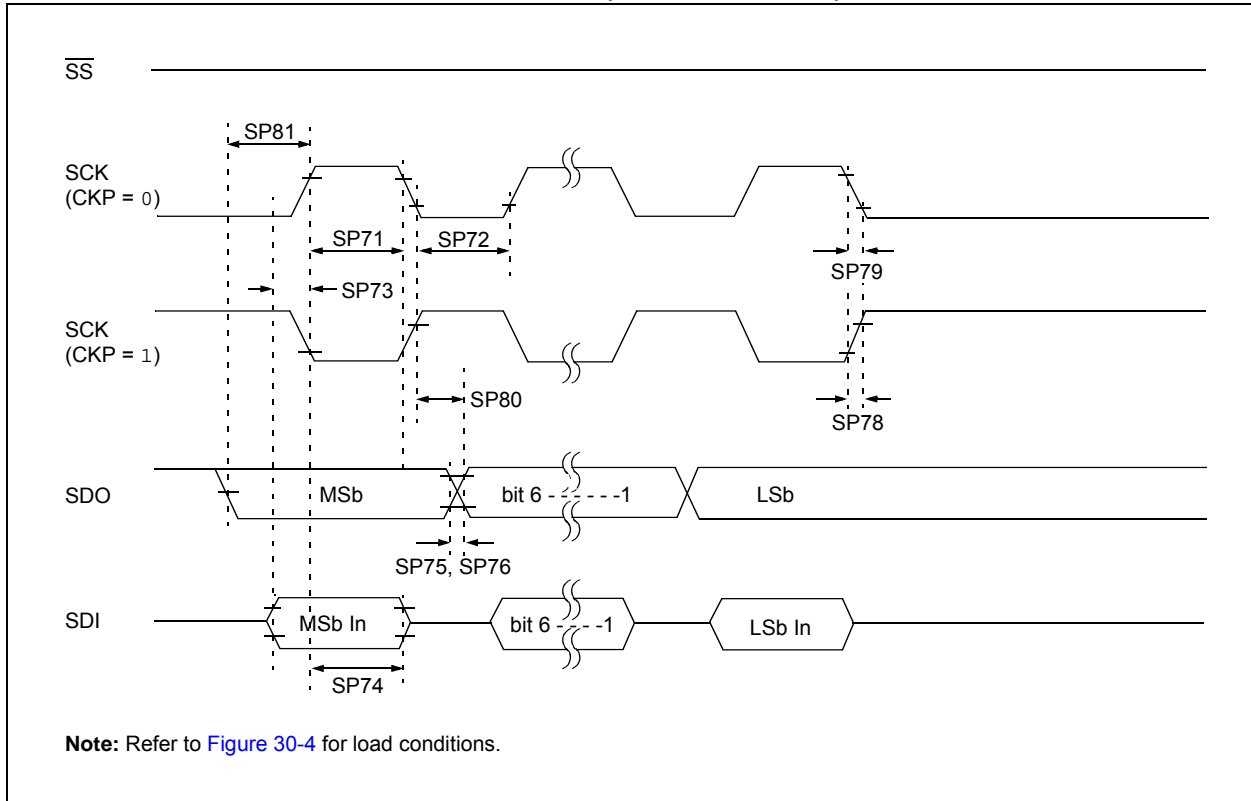 SS
SP81
SCK
(CKP = 0)
SP71
SP72
SP79
SP73
SCK
(CKP = 1)
SP80
SP78
SDO
MSb
bit 6 - - - - - -1
LSb
SP75, SP76
SDI
MSb In
bit 6 - - - -1
LSb In
SP74
Note: Refer to Figure 30-4 for load conditions.